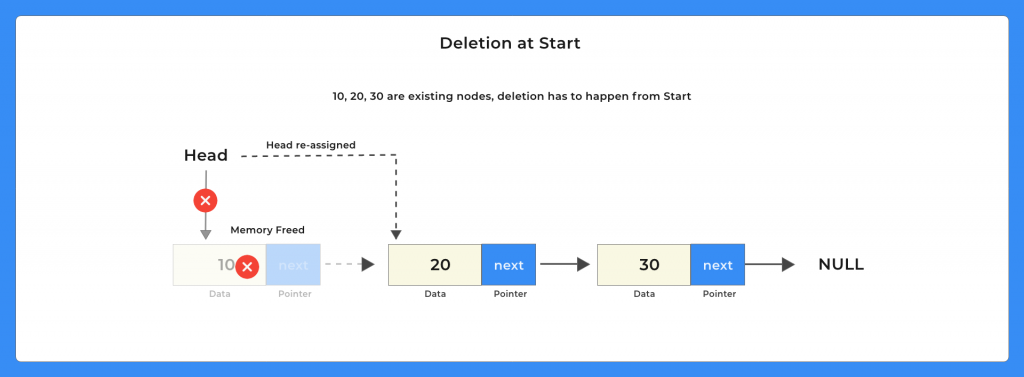 Deletion at Start
10, 20, 30 are existing nodes, deletion has to happen from Start
Head re-assigned
Head
Memory Freed
10 next 20 next 30 next NULL
Data Pointer Data Pointer Data Pointer